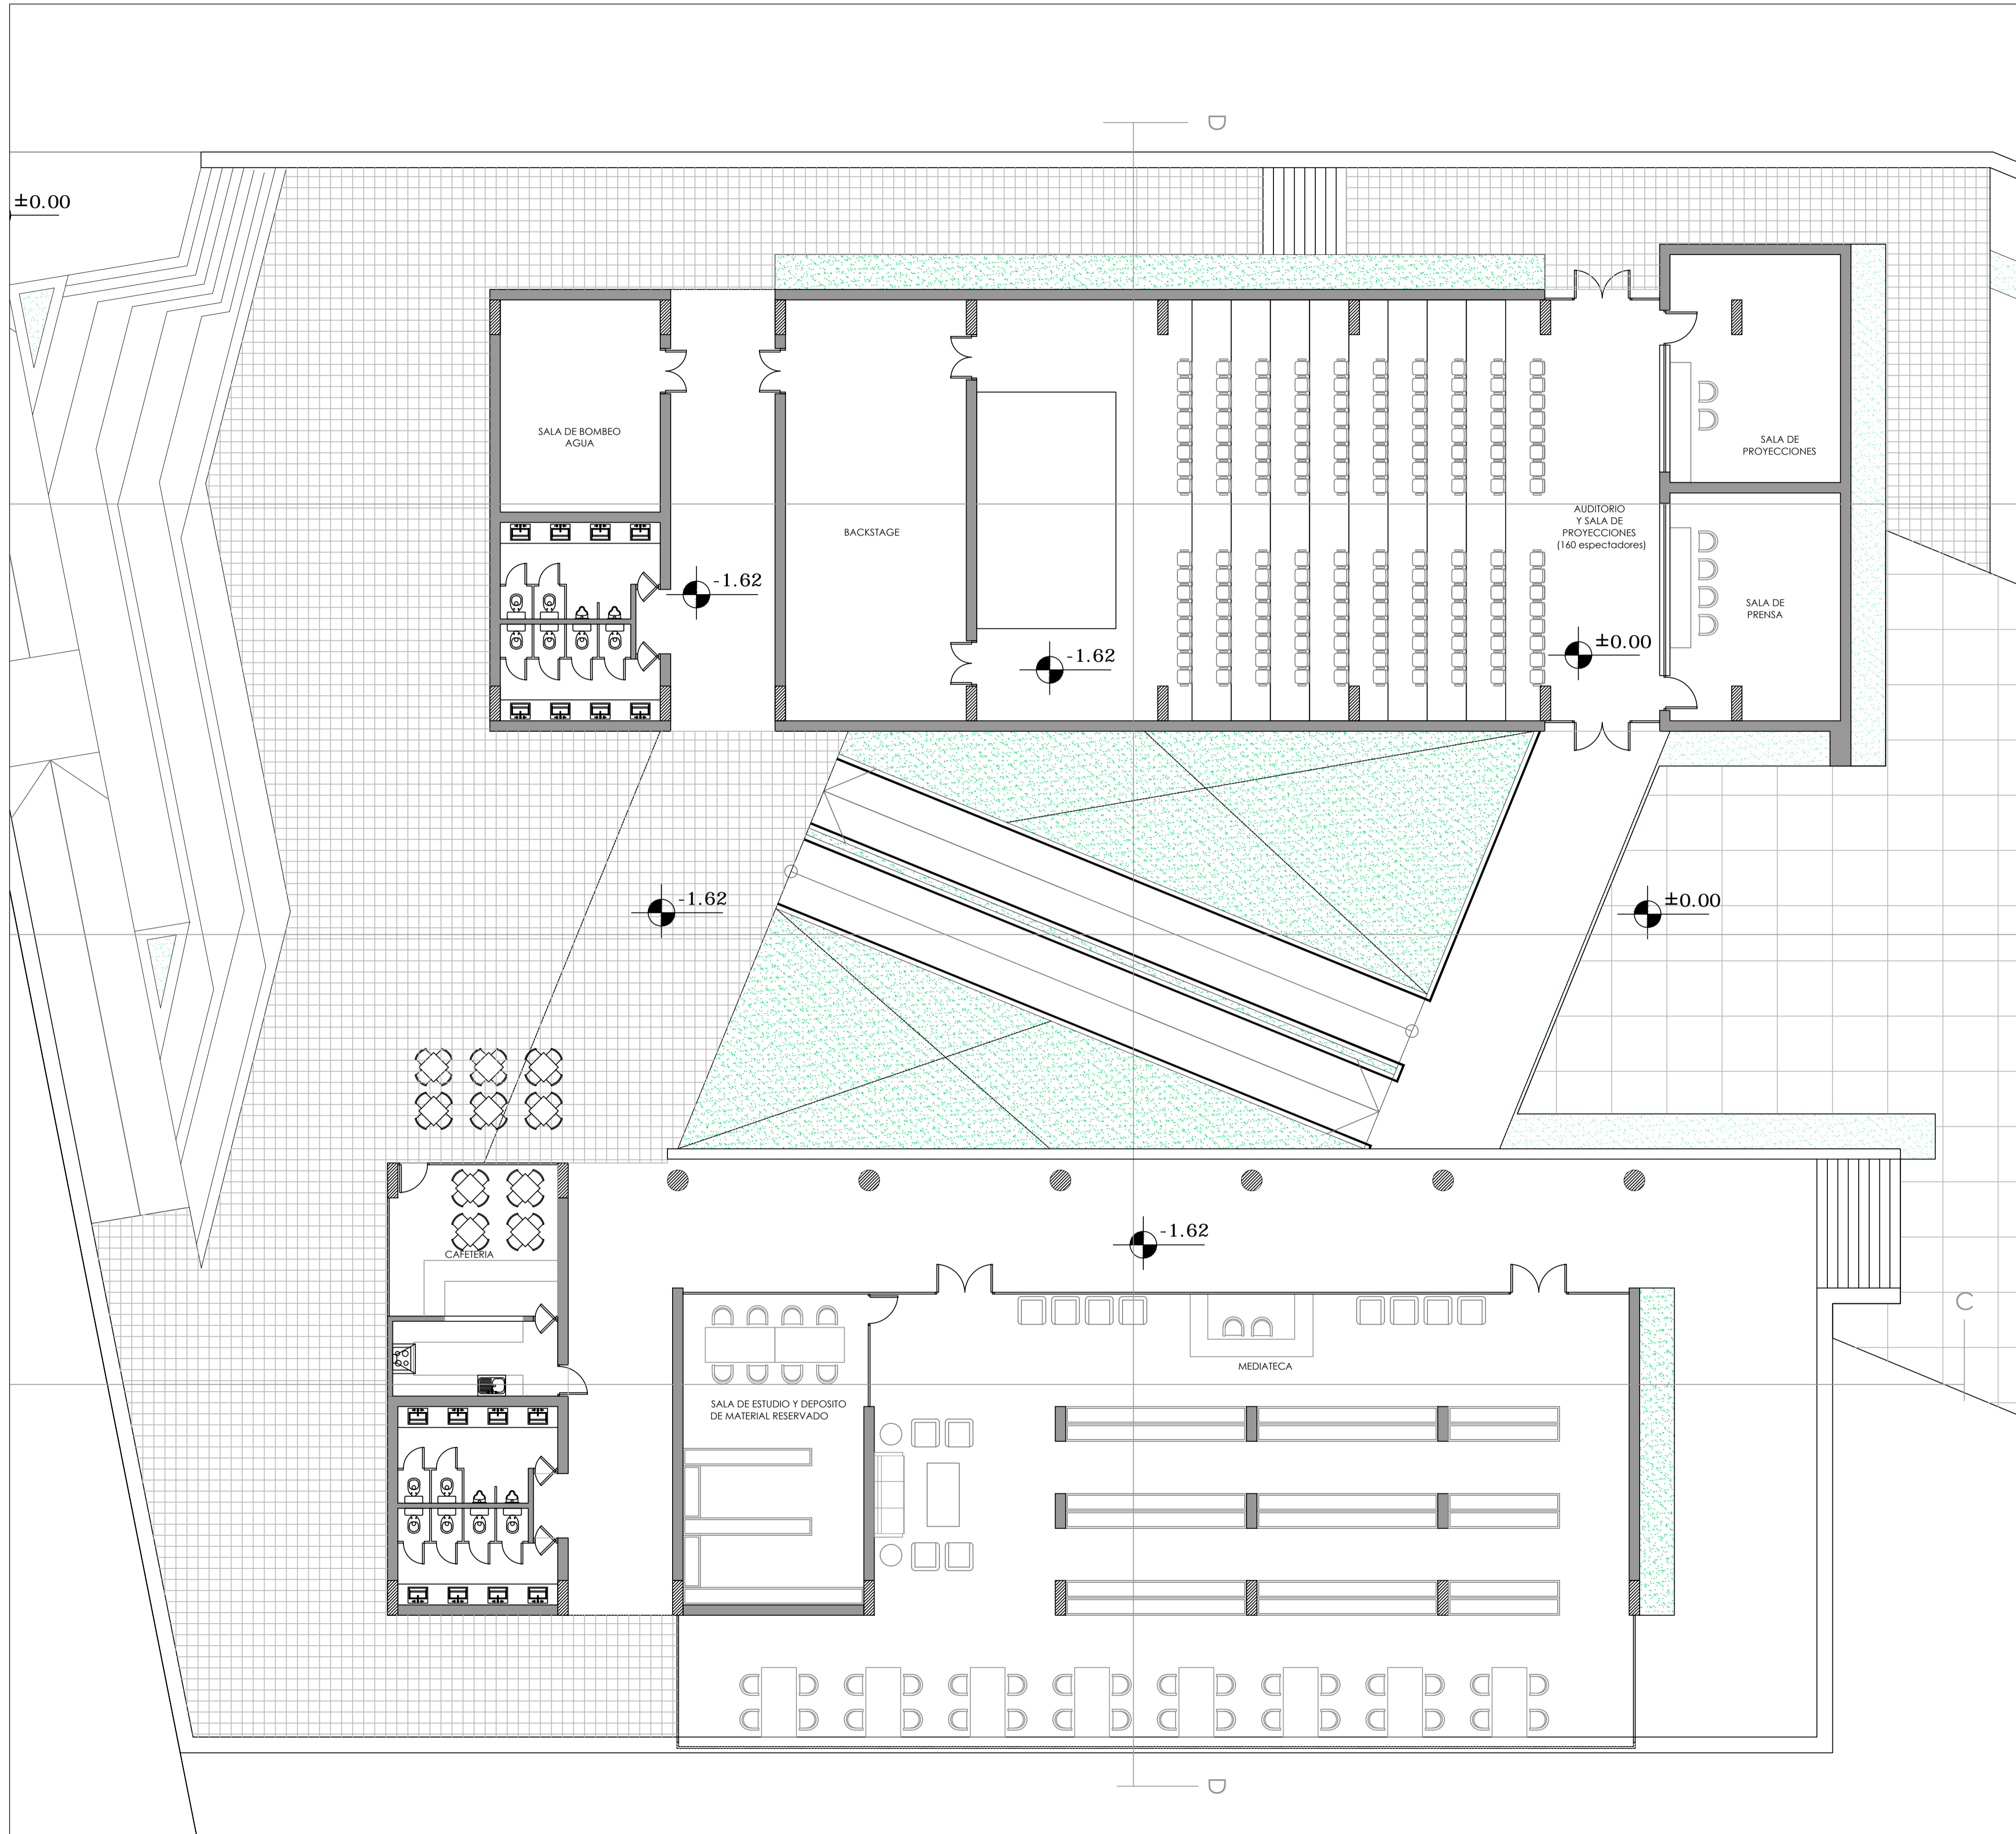 D
±0.00
SALA DE BOMBEO
AGUA
SALA DE
PROYECCIONES
BACKSTAGE
AUDITORIO
Y SALA DE
PROYECCIONES
(160 espectadores)
-1.62
SALA DE
PRENSA
-1.62
±0.00
-1.62
±0.00
-1.62
CAFETERIA
C
MEDIATECA
SALA DE ESTUDIO Y DEPOSITO
DE MATERIAL RESERVADO
D